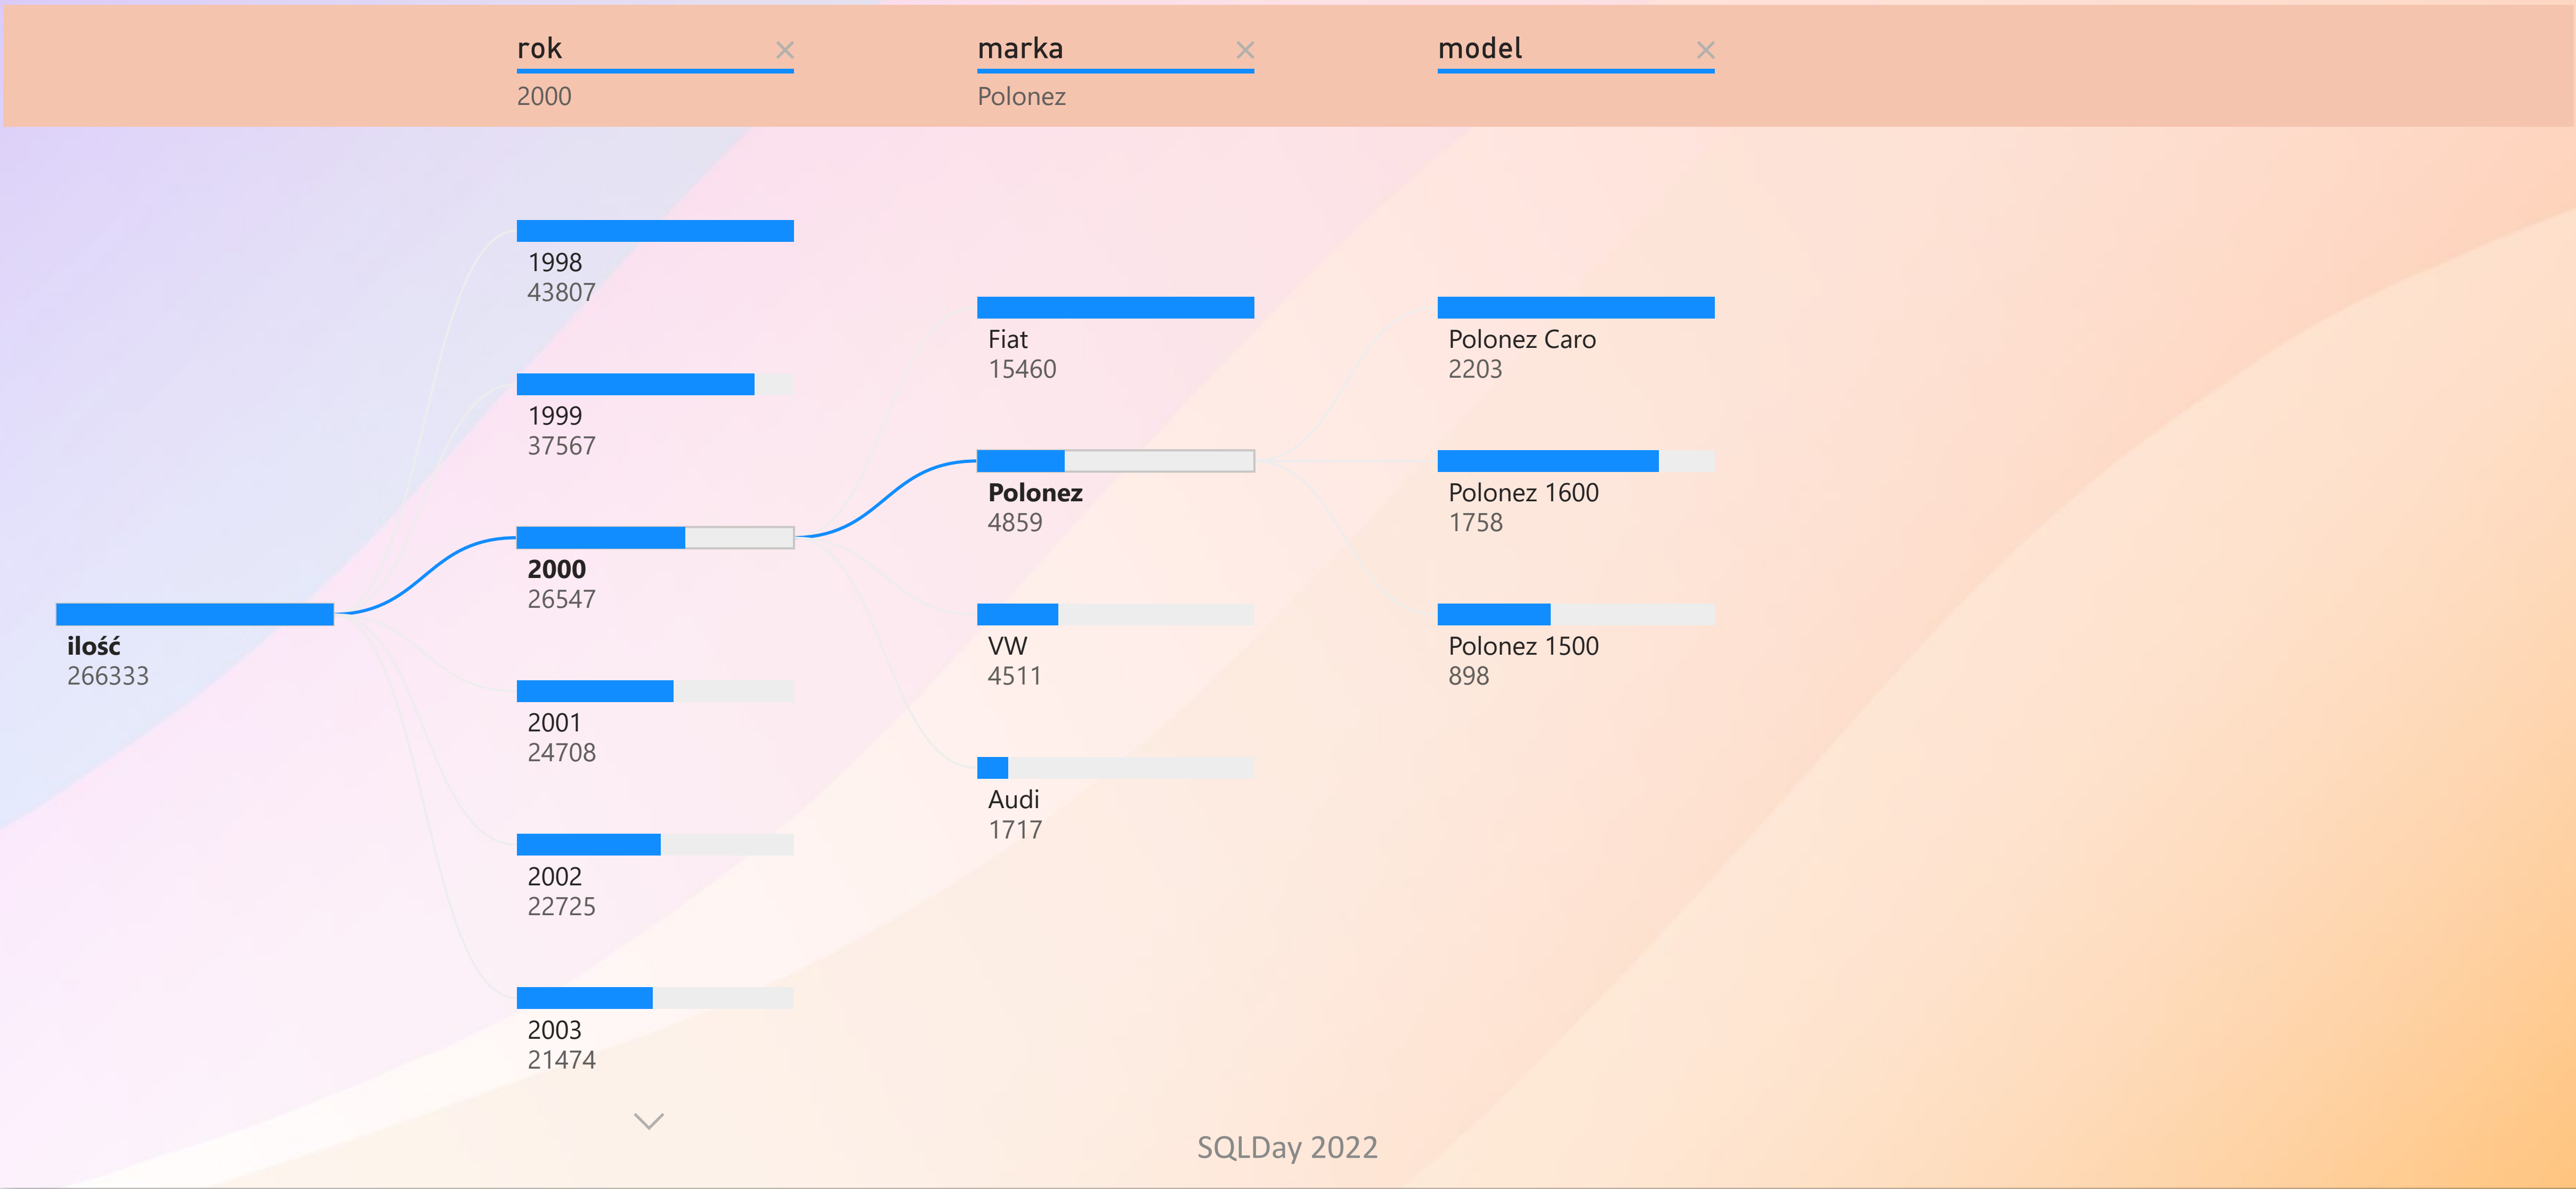 rok
2000
marka
Polonez
model
1998
43807
1999
37567
2000
26547
2001
24708
2002
22725
2003
21474
ilość
266333
Fiat
15460
Polonez
4859
VW
4511
Audi
1717
Polonez Caro
2203
Polonez 1600
1758
Polonez 1500
898
SQLDay 2022